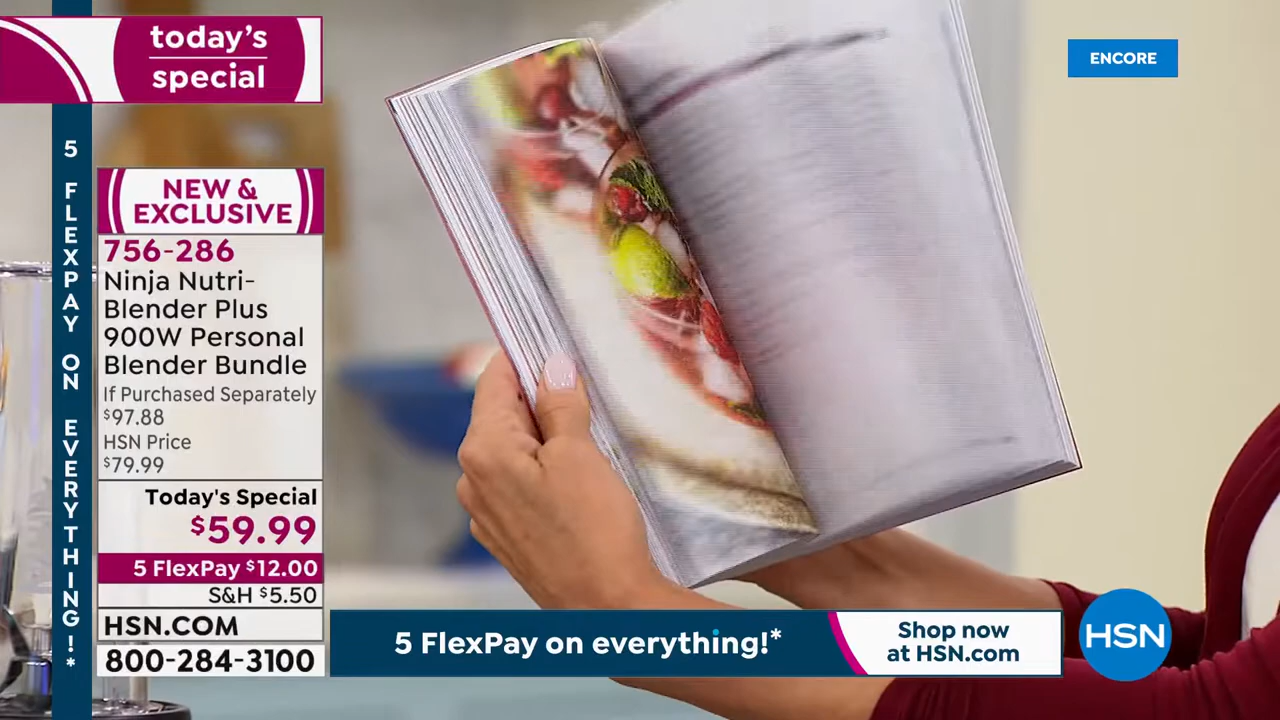 today's
special
ENCORE
5 FLEXPAY ON EVERYTHING!*
NEW &
EXCLUSIVE
756-286
Ninja Nutri-
Blender Plus
900W Personal
Blender Bundle
If Purchased Separately
$97.88
HSN Price
$79.99
Today's Special
$59.99
5 FlexPay $12.00
S&H $5.50
HSN.COM
800-284-3100
5 FlexPay on everything!*
Shop now
at HSN.com
HSN